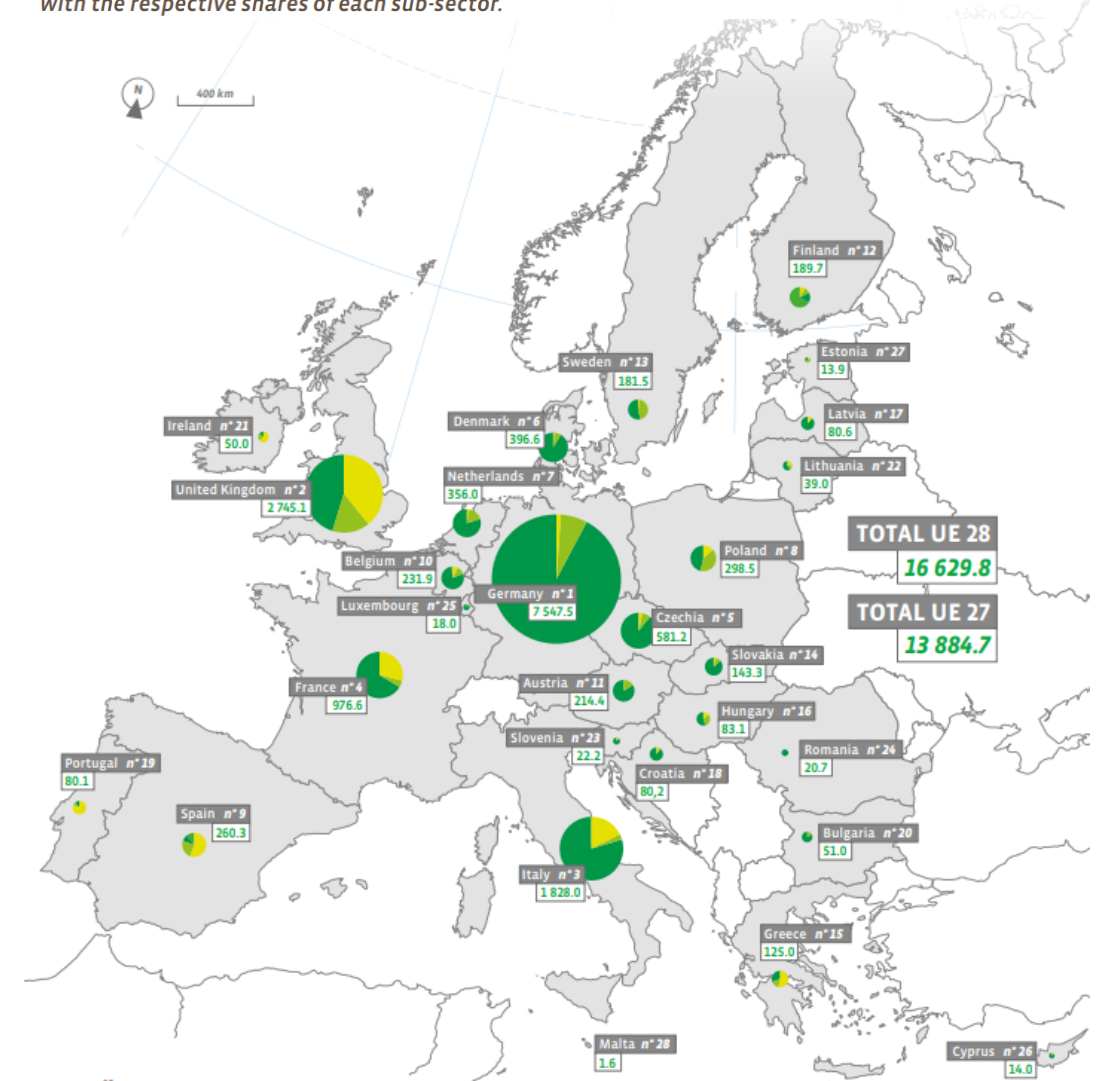 with the respective shares of each sub-sector.
N
400 km
Finland n° 12
189.7
Estonia n° 27
13.9
Sweden n° 13
181.5
Latvia n° 17
80.6
Ireland n° 21
50.0
Denmark n° 6
396.6
Lithuania n° 22
39.0
Netherlands n° 7
356.0
United Kingdom n° 2
2 745.1
TOTAL UE 28
16 629.8
Belgium n° 10
231.9
Poland n° 8
298.5
Germany n° 1
7 547.5
Luxembourg n° 25
18.0
TOTAL UE 27
13 884.7
Czechia n° 5
581.2
Slovakia n° 14
143.3
France n° 4
976.6
Austria n° 11
214.4
Hungary n° 16
83.1
Slovenia n° 23
22.2
Romania n° 24
20.7
Portugal n° 19
80.1
Croatia n° 18
80,2
Spain n° 9
260.3
Bulgaria n° 20
51.0
Italy n° 3
1 828.0
Greece n° 15
125.0
Malta n° 28
1.6
Cyprus n° 26
14.0